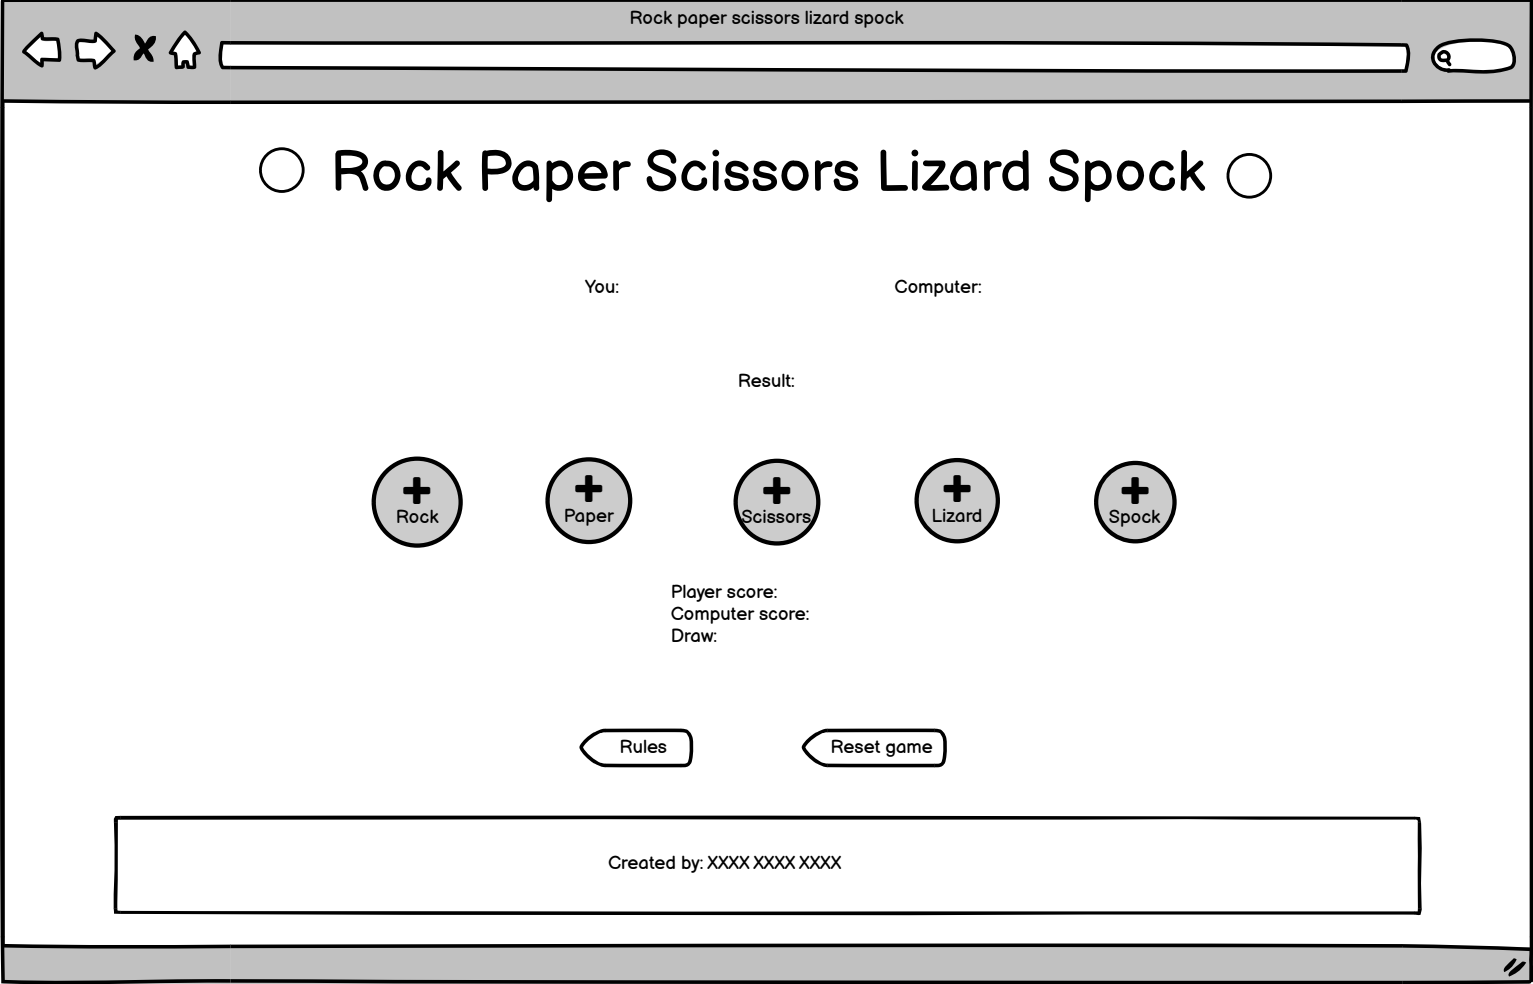 Rock paper scissors lizard spock
Rock Paper Scissors Lizard Spock
You:
Computer:
Result:
Rock
Paper
Scissors
Lizard
Spock
Player score:
Computer score:
Draw:
Rules
Reset game
Created by: XXXX XXXX XXXX